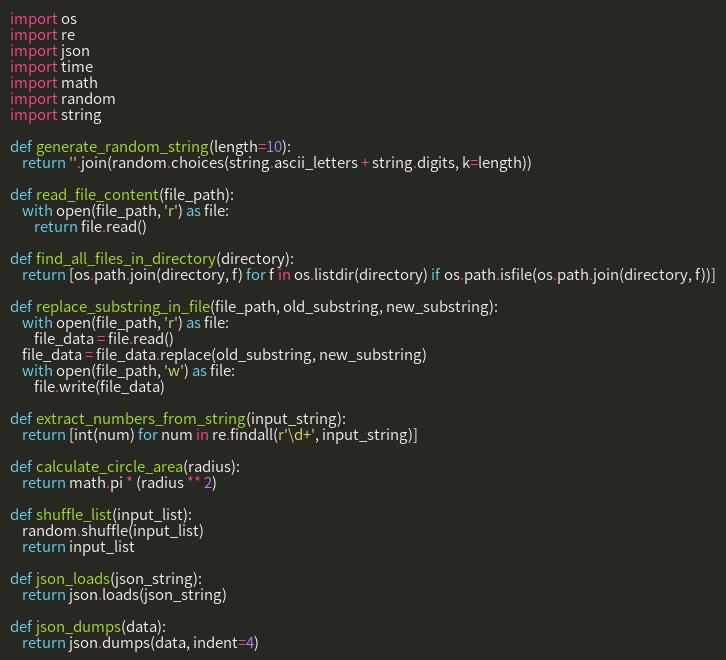 import os
import re
import json
import time
import math
import random
import string

def generate_random_string(length=10):
    return ''.join(random.choices(string.ascii_letters + string.digits, k=length))

def read_file_content(file_path):
    with open(file_path, 'r') as file:
        return file.read()

def find_all_files_in_directory(directory):
    return [os.path.join(directory, f) for f in os.listdir(directory) if os.path.isfile(os.path.join(directory, f))]

def replace_substring_in_file(file_path, old_substring, new_substring):
    with open(file_path, 'r') as file:
        file_data = file.read()
    file_data = file_data.replace(old_substring, new_substring)
    with open(file_path, 'w') as file:
        file.write(file_data)

def extract_numbers_from_string(input_string):
    return [int(num) for num in re.findall(r'\d+', input_string)]

def calculate_circle_area(radius):
    return math.pi * (radius ** 2)

def shuffle_list(input_list):
    random.shuffle(input_list)
    return input_list

def json_loads(json_string):
    return json.loads(json_string)

def json_dumps(data):
    return json.dumps(data, indent=4)